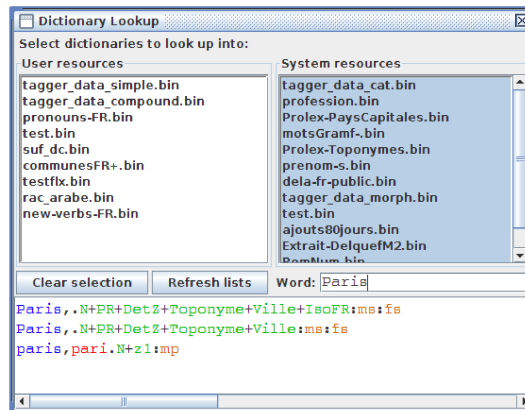 Dictionary Lookup
Select dictionaries to look up into:
User resources
tagger_data_simple.bin
tagger_data_compound.bin
pronouns-FR.bin
test.bin
suf_dc.bin
communesFR+.bin
testflx.bin
rac_arabe.bin
new-verbs-FR.bin
System resources
tagger_data_cat.bin
profession.bin
Prolex-PaysCapitales.bin
motsGramf-.bin
Prolex-Toponymes.bin
prenom-s.bin
dela-fr-public.bin
tagger_data_morph.bin
test.bin
ajouts80jours.bin
Extrait-DelquefM2.bin
RomNum.bin
Clear selection
Refresh lists
Word: Paris
Paris,.N+PR+DetZ+Toponyme+Ville+IsoFR:ms:fs
Paris,.N+PR+DetZ+Toponyme+Ville:ms:fs
paris,pari.N+z1:mp